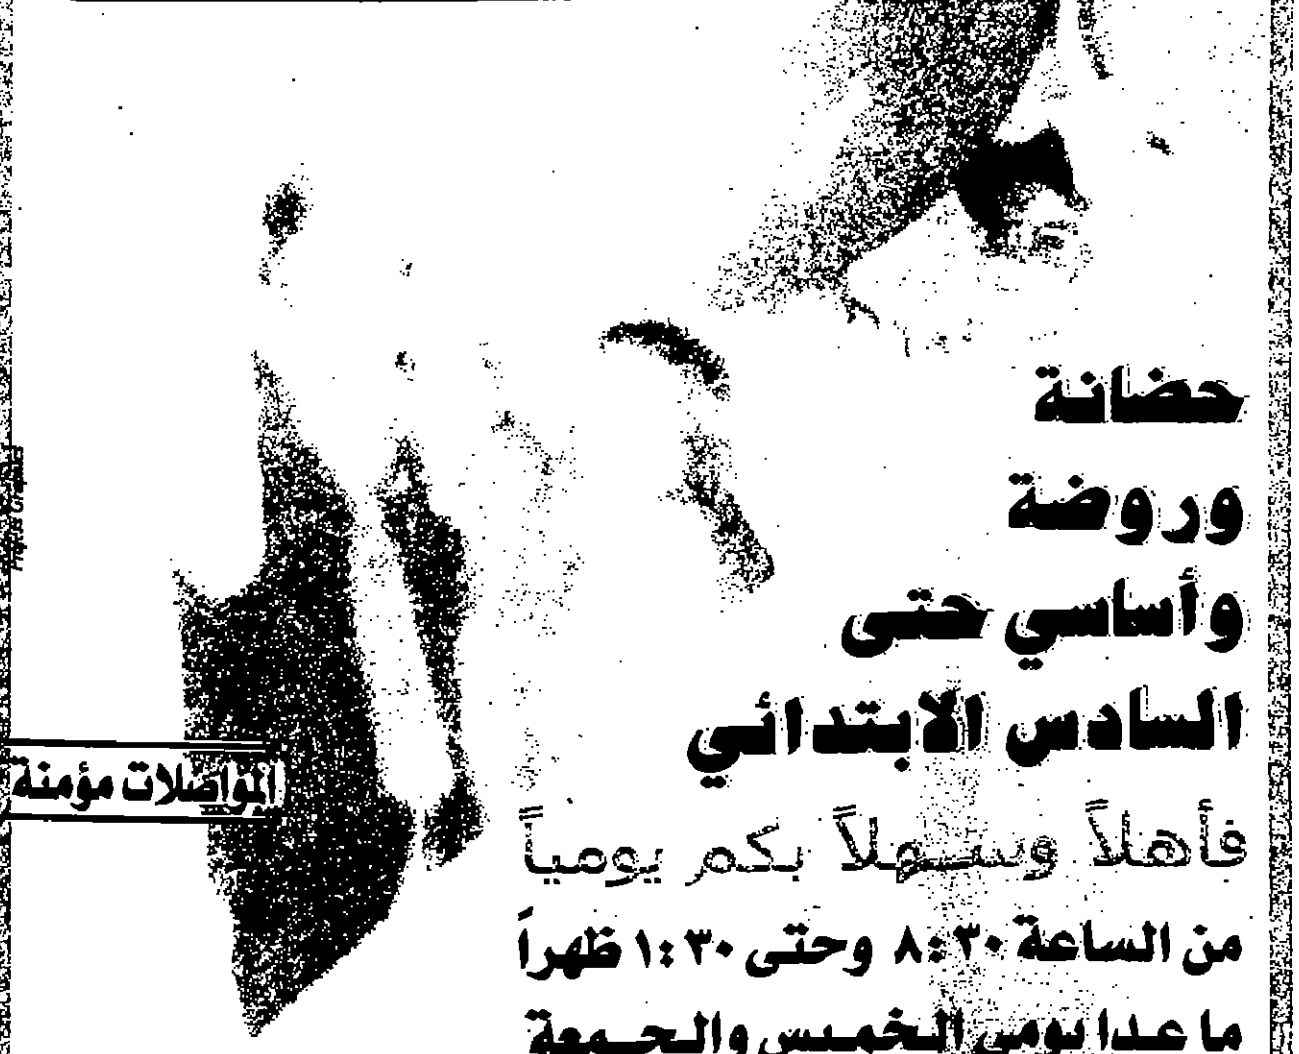 حضانة
وروضة
وأساسي حتى
السادس الابتدائي
المواصلات مؤمنة
فأهلاً وسهلاً بكم يومياً
من الساعة ٨:٣٠ وحتى ١:٣٠ ظهراً
ما عدا يومي الخميس والجمعة